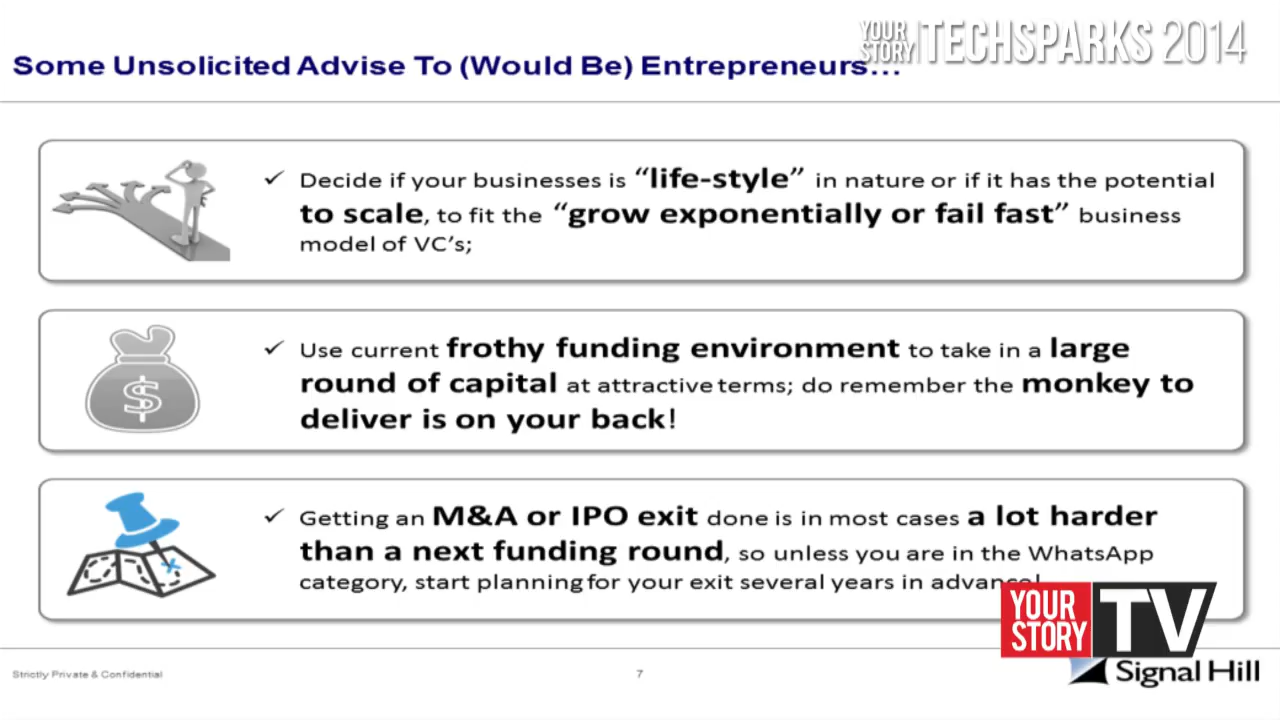 YOUR STORY TECHSPARKS 2014
Some Unsolicited Advise To (Would Be) Entrepreneurs...
✓ Decide if your businesses is “life-style” in nature or if it has the potential
to scale, to fit the “grow exponentially or fail fast” business
model of VC’s;
$
✓ Use current frothy funding environment to take in a large
round of capital at attractive terms; do remember the monkey to
deliver is on your back!
✓ Getting an M&A or IPO exit done is in most cases a lot harder
than a next funding round, so unless you are in the WhatsApp
category, start planning for your exit several years in advance!
YOUR STORY TV
Strictly Private & Confidential
7
Signal Hill